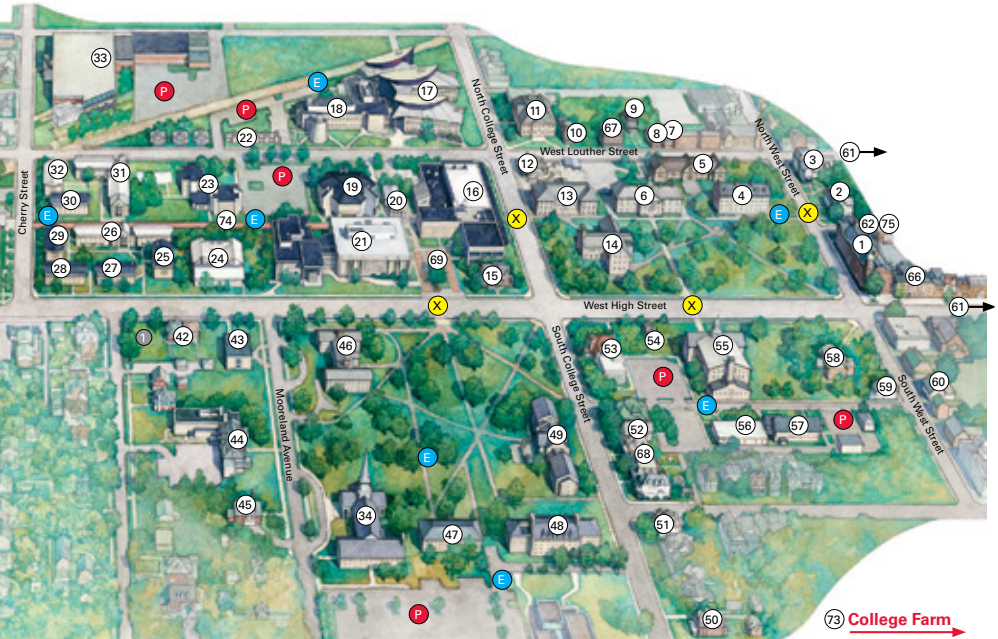 33
P
E
17
P
18
22
North College Street
11
10
67
9
8
7
West Louther Street
12
5
North West Street
3
61
32
31
23
P
19
20
16
13
6
4
2
30
E
74
E
X
E
X
62
75
Cherry Street
29
26
14
1
25
24
21
69
15
28
27
66
X
West High Street
X
61
1
42
43
46
South College Street
53
54
55
58
P
59
60
Mooreland Avenue
South West Street
E
P
44
49
52
56
57
E
68
45
34
47
48
51
E
P
50
73 College Farm